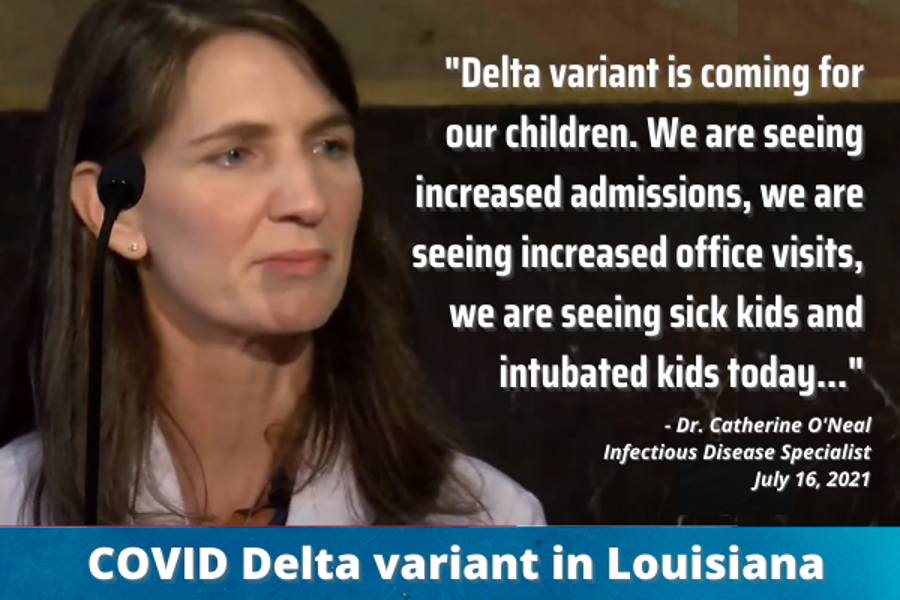 "Delta variant is coming for
our children. We are seeing
increased admissions, we are
seeing increased office visits,
we are seeing sick kids and
intubated kids today..."
- Dr. Catherine O'Neal
Infectious Disease Specialist
July 16, 2021
COVID Delta variant in Louisiana